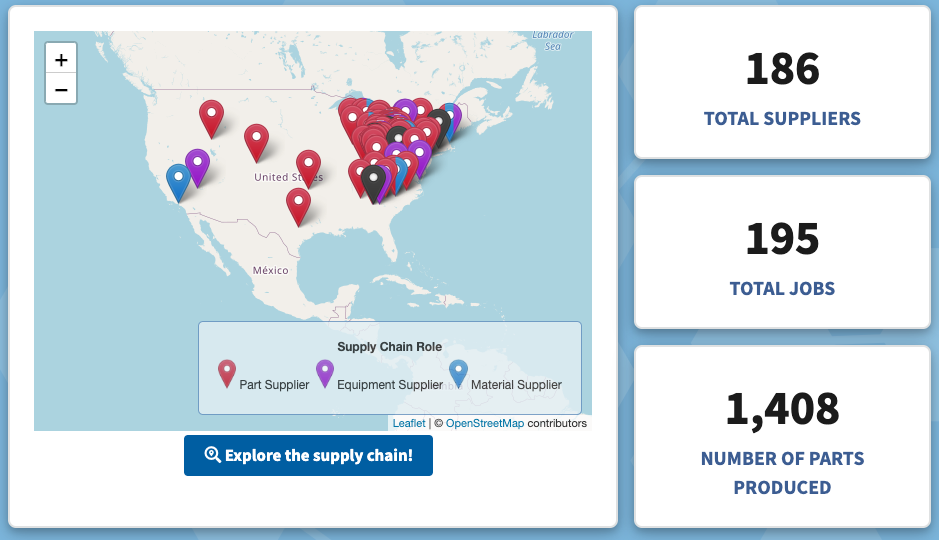 Labrador
Sea
+
−
United States
México
Supply Chain Role
Part Supplier
Equipment Supplier
Material Supplier
Leaflet | © OpenStreetMap contributors
Explore the supply chain!
186
TOTAL SUPPLIERS
195
TOTAL JOBS
1,408
NUMBER OF PARTS
PRODUCED